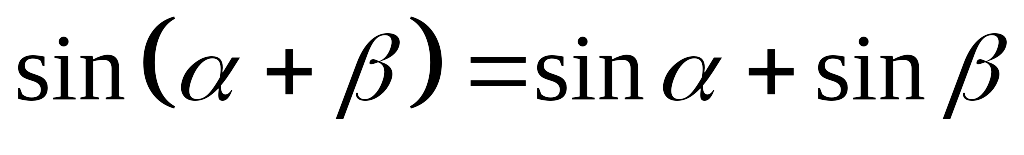 sin(α + β) =sin α + sin β